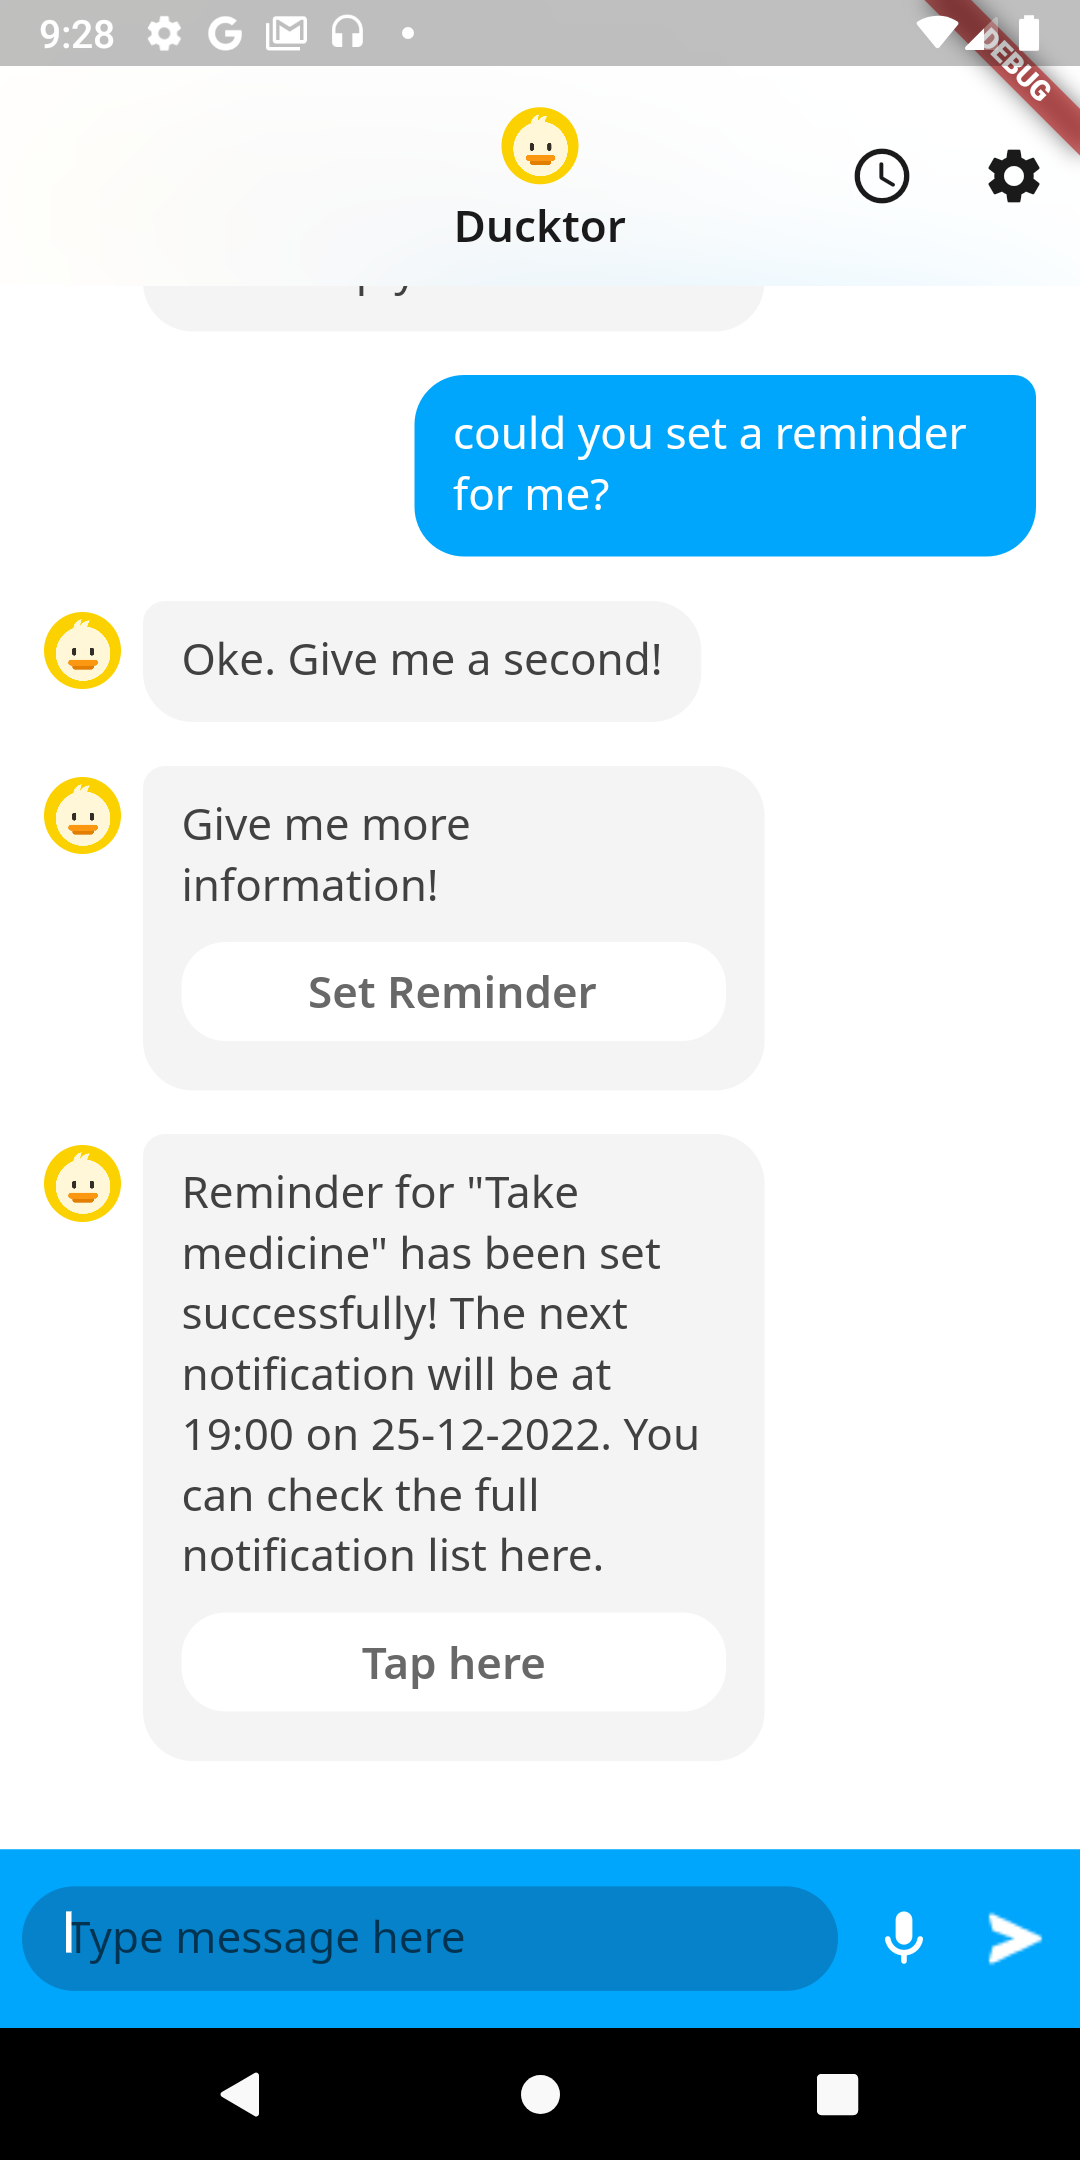 9:28
DEBUG
Ducktor
could you set a reminder
for me?
Oke. Give me a second!
Give me more
information!
Set Reminder
Reminder for "Take
medicine" has been set
successfully! The next
notification will be at
19:00 on 25-12-2022. You
can check the full
notification list here.
Tap here
Type message here